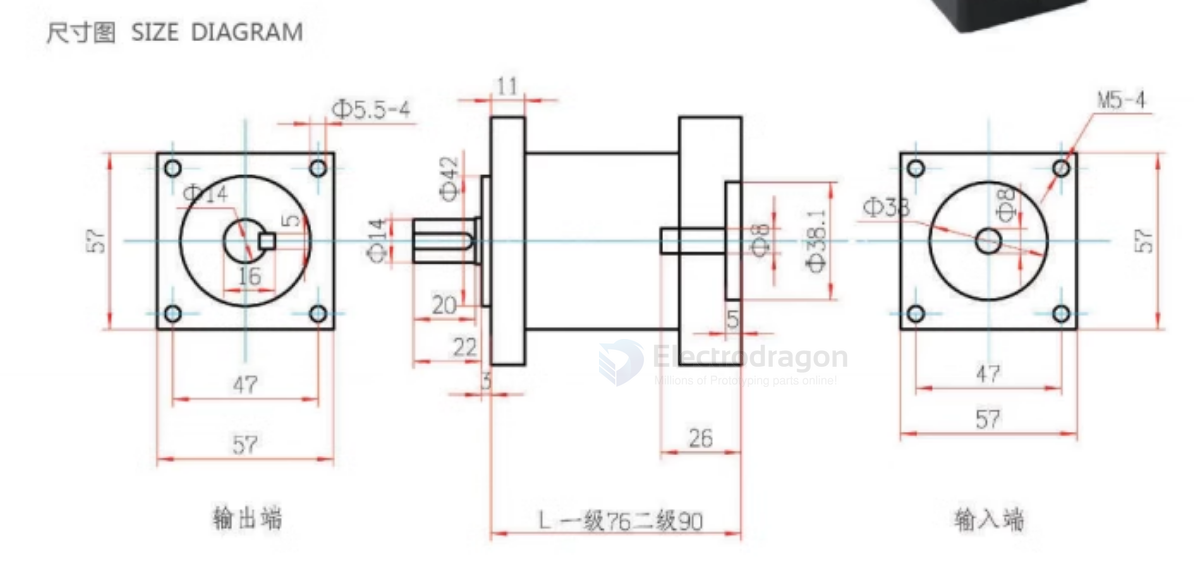 尺寸图 SIZE DIAGRAM
Φ5.5-4
57
Φ14
5
16
47
57
输出端
11
Φ42
Φ14
20
22
3
Φ8
Φ38.1
5
26
L 一级76二级90
Electrodragon
Millions of Prototyping parts online!
M5-4
Φ38
Φ8
57
47
57
输入端